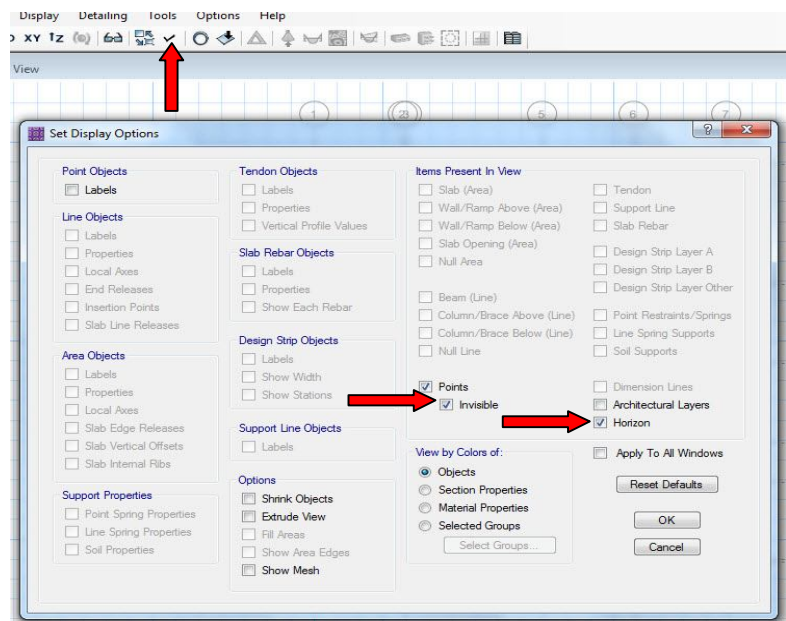 Display Detailing Tools Options Help
XY
View
1 23 5 6 7
Set Display Options
Point Objects
Labels
Line Objects
Labels
Properties
Local Axes
End Releases
Insertion Points
Slab Line Releases
Area Objects
Labels
Properties
Local Axes
Slab Edge Releases
Slab Vertical Offsets
Slab Internal Ribs
Support Properties
Point Spring Properties
Line Spring Properties
Soil Properties
Tendon Objects
Labels
Properties
Vertical Profile Values
Slab Rebar Objects
Labels
Properties
Show Each Rebar
Design Strip Objects
Labels
Show Width
Show Stations
Support Line Objects
Labels
Options
Shrink Objects
Extrude View
Fill Areas
Show Area Edges
Show Mesh
Items Present In View
Slab (Area)
Wall/Ramp Above (Area)
Wall/Ramp Below (Area)
Slab Opening (Area)
Null Area
Beam (Line)
Column/Brace Above (Line)
Column/Brace Below (Line)
Null Line
Points
Invisible
Tendon
Support Line
Slab Rebar
Design Strip Layer A
Design Strip Layer B
Design Strip Layer Other
Point Restraints/Springs
Line Spring Supports
Soil Supports
Dimension Lines
Architectural Layers
Horizon
View by Colors of:
Objects
Section Properties
Material Properties
Selected Groups
Select Groups...
Apply To All Windows
Reset Defaults
OK
Cancel